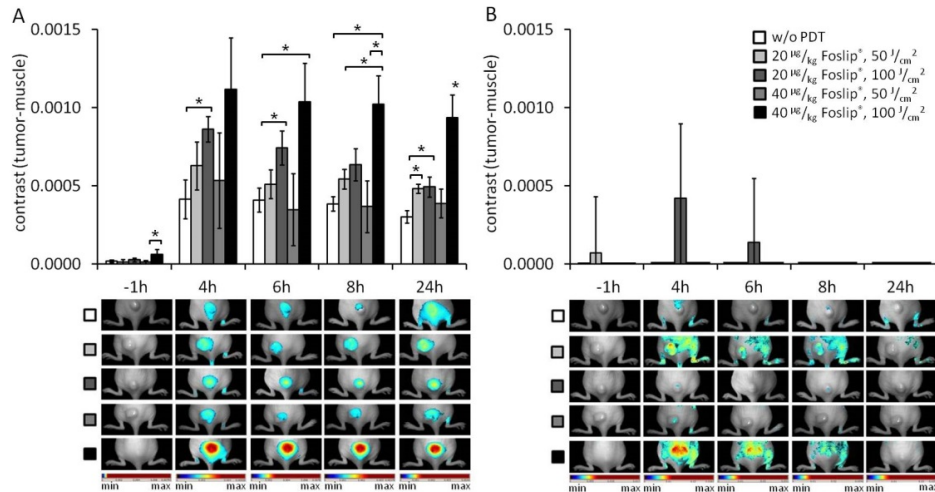 A
B
contrast (tumor-muscle)
0.0015
0.0010
0.0005
0.0000
* * * * * * * * * * *
-1h 4h 6h 8h 24h
min max min max min max min max min max
contrast (tumor-muscle)
0.0015
0.0010
0.0005
0.0000
w/o PDT
20 µg/kg Foslip®, 50 J/cm²
20 µg/kg Foslip®, 100 J/cm²
40 µg/kg Foslip®, 50 J/cm²
40 µg/kg Foslip®, 100 J/cm²
-1h 4h 6h 8h 24h
min max min max min max min max min max